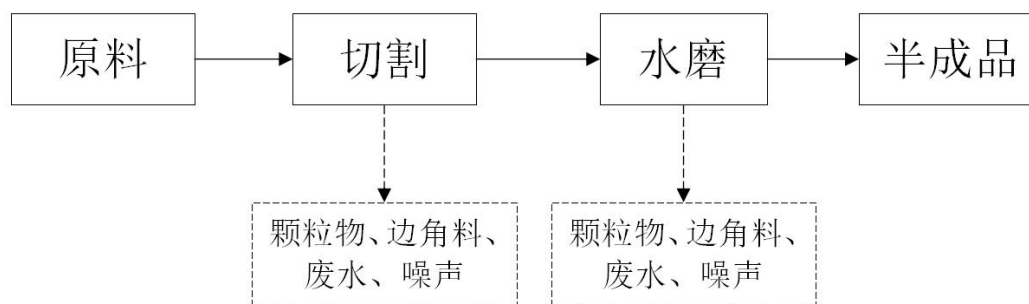 原料
切割
水磨
半成品
颗粒物、边角料、
废水、噪声
颗粒物、边角料、
废水、噪声